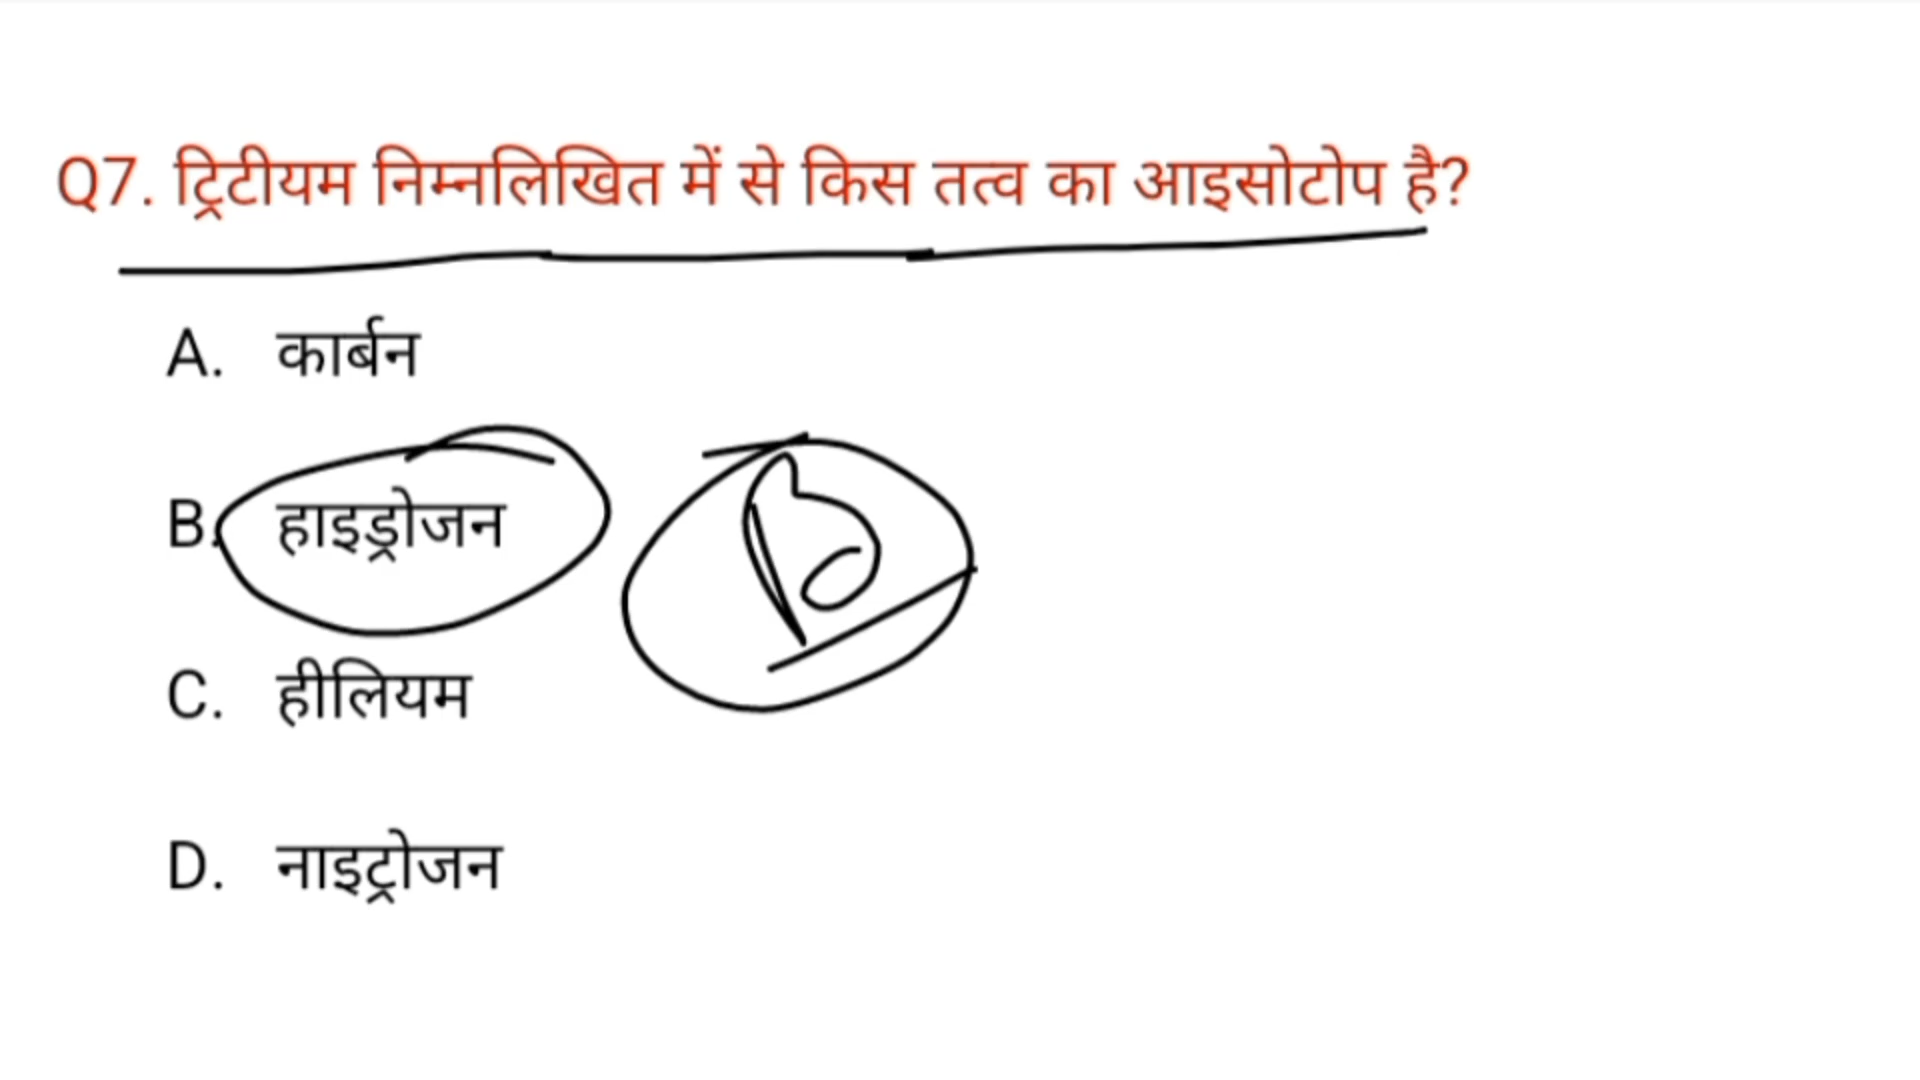 Q7. ट्रिटीयम निम्नलिखित में से किस तत्व का आइसोटोप है?
A. कार्बन
B. हाइड्रोजन
C. हीलियम
D. नाइट्रोजन